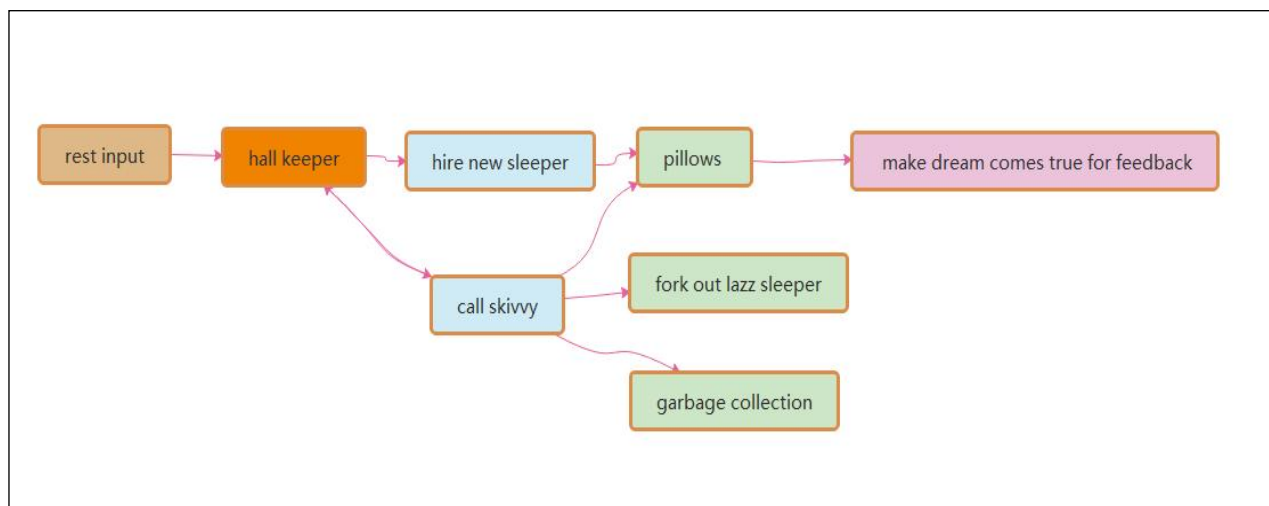 rest input
hall keeper
hire new sleeper
pillows
make dream comes true for feedback
call skivvy
fork out lazz sleeper
garbage collection